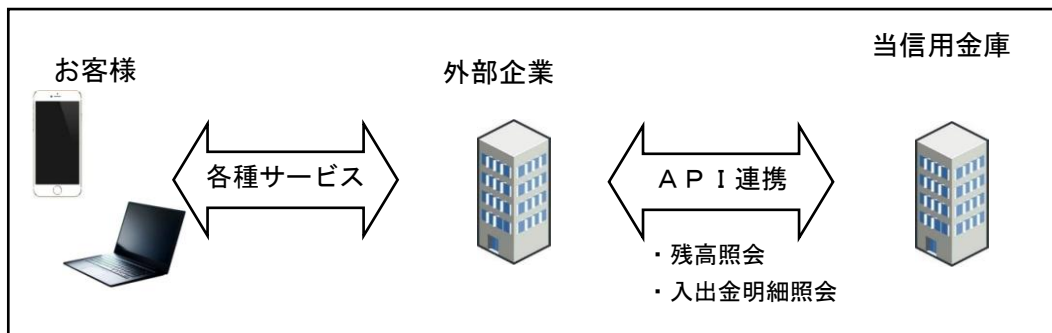 お客様
外部企業
当信用金庫
各種サービス
ＡＰＩ連携
・残高照会
・入出金明細照会